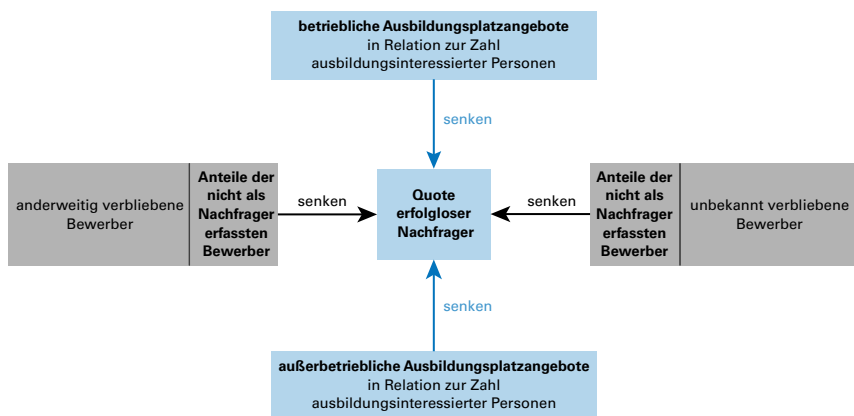 betriebliche Ausbildungsplatzangebote
in Relation zur Zahl
ausbildungsinteressierter Personen
senken
anderweitig verbliebene
Bewerber
Anteile der
nicht als
Nachfrager
erfassten
Bewerber
senken
Quote
erfolgloser
Nachfrager
senken
Anteile der
nicht als
Nachfrager
erfassten
Bewerber
unbekannt verbliebene
Bewerber
senken
außerbetriebliche Ausbildungsplatzangebote
in Relation zur Zahl
ausbildungsinteressierter Personen